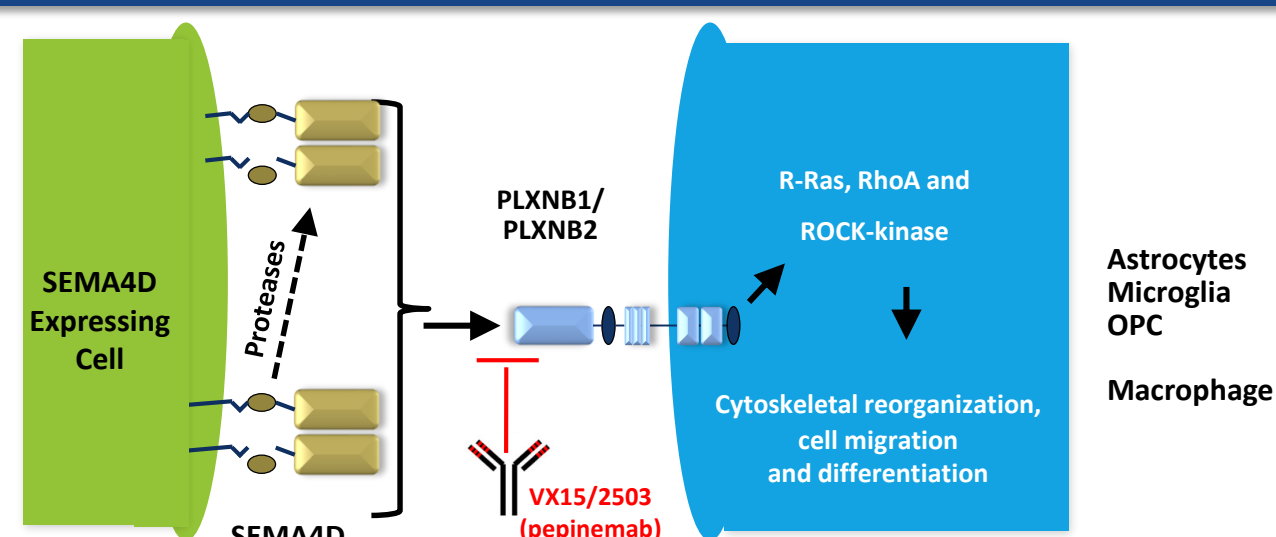 SEMA4D
Expressing
Cell
Proteases
SEMA4D
PLXNB1/
PLXNB2
VX15/2503
(pepinemab)
R-Ras, RhoA and
ROCK-kinase
Cytoskeletal reorganization,
cell migration
and differentiation
Astrocytes
Microglia
OPC
Macrophage